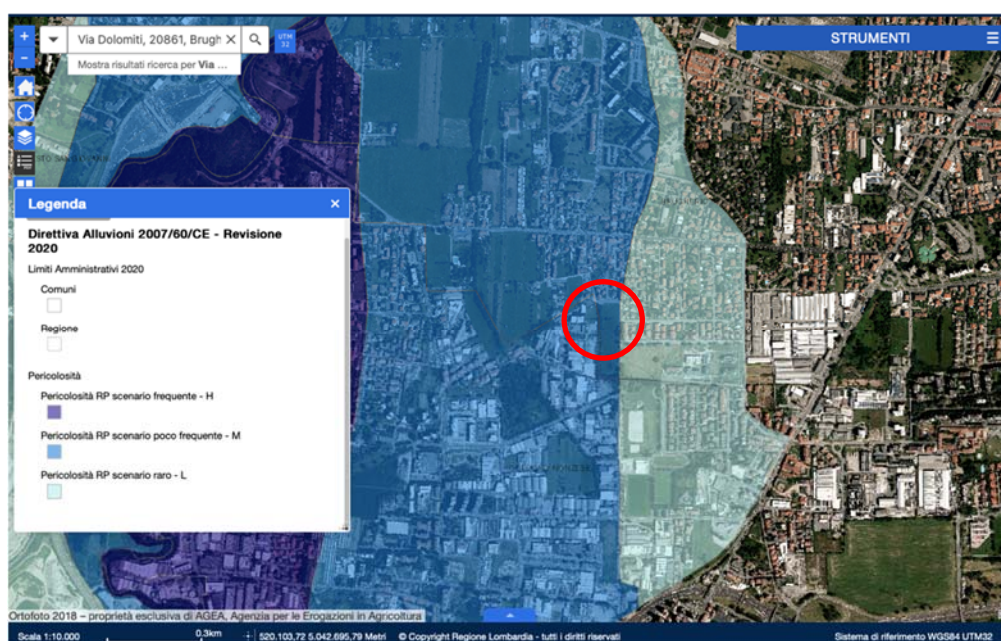 +
Via Dolomiti, 20861, Brugh ×
UTM
32
STRUMENTI
−
Mostra risultati ricerca per Via ...
Legenda ×
Direttiva Alluvioni 2007/60/CE - Revisione
2020
Limiti Amministrativi 2020
Comuni
Regione
Pericolosità
Pericolosità RP scenario frequente - H
Pericolosità RP scenario poco frequente - M
Pericolosità RP scenario raro - L
Ortofoto 2018 – proprietà esclusiva di AGEA, Agenzia per le Erogazioni in Agricoltura
Scala 1:10.000 0.3km 520.103,72 5.042.695,79 Metri © Copyright Regione Lombardia - tutti i diritti riservati Sistema di riferimento WGS84 UTM32